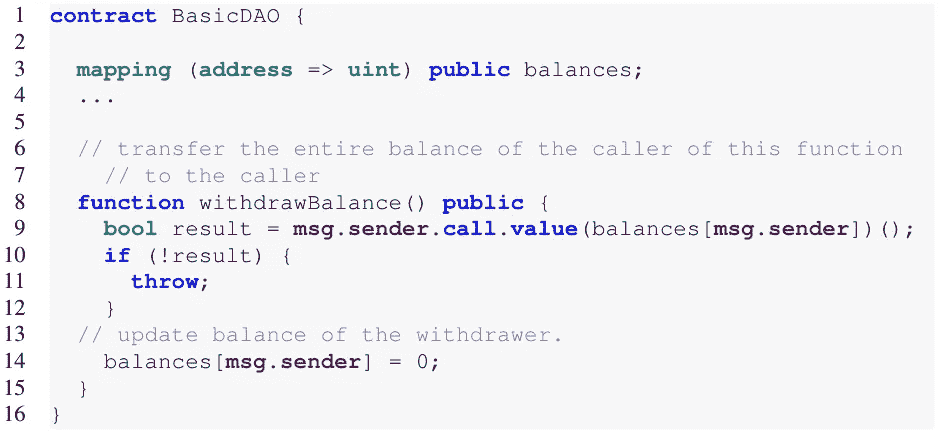 1 contract BasicDAO {
2
3 mapping (address => uint) public balances;
4 ...
5
6 // transfer the entire balance of the caller of this function
7 // to the caller
8 function withdrawBalance() public {
9 bool result = msg.sender.call.value(balances[msg.sender])();
10 if (!result) {
11 throw;
12 }
13 // update balance of the withdrawer.
14 balances[msg.sender] = 0;
15 }
16 }